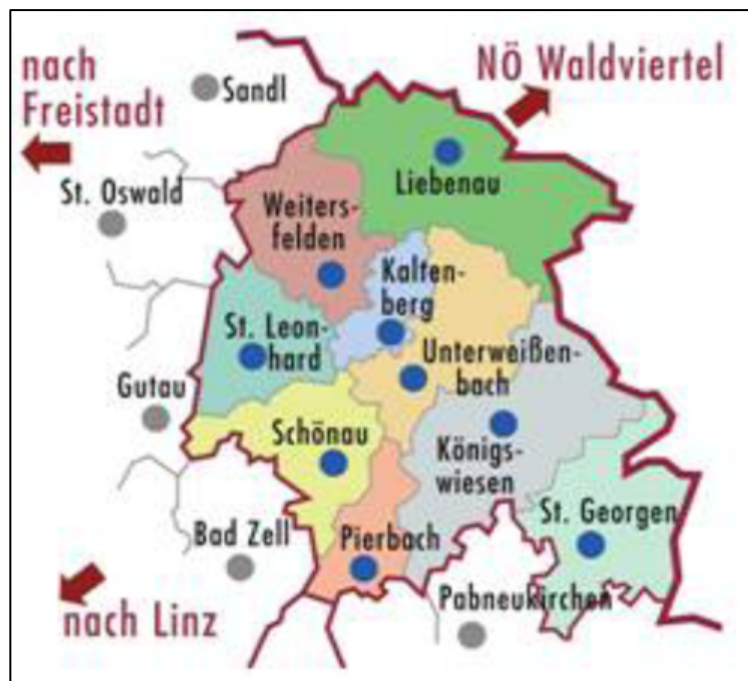 nach
Freistadt
Sandl
NÖ Waldviertel
St. Oswald
Liebenau
Weiters-
felden
Kalten-
berg
St. Leon-
hard
Unterweißen-
bach
Gutau
Schönau
Königs-
wiesen
Bad Zell
Pierbach
St. Georgen
nach Linz
Pabneukirchen